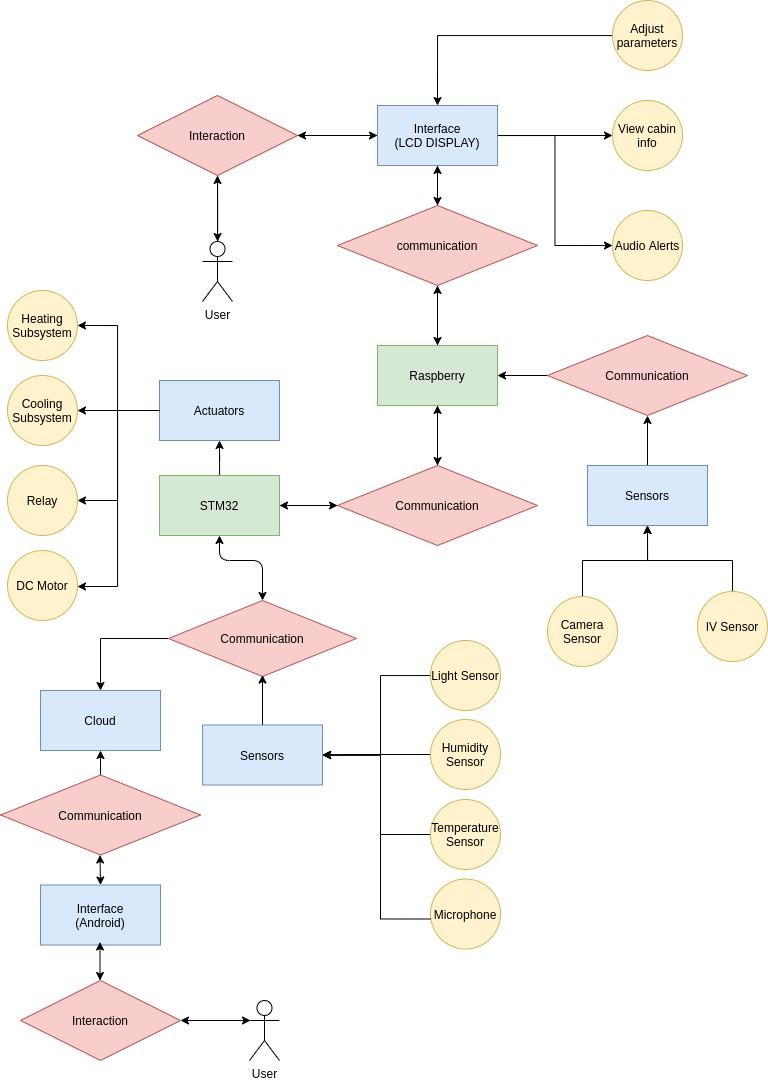 Adjust
parameters
Interaction
Interface
(LCD DISPLAY)
View cabin
info
communication
Audio Alerts
User
Heating
Subsystem
Raspberry
Communication
Cooling
Subsystem
Actuators
Relay
STM32
Communication
Sensors
DC Motor
Camera
Sensor
IV Sensor
Communication
Light Sensor
Cloud
Sensors
Humidity
Sensor
Communication
Temperature
Sensor
Interface
(Android)
Microphone
Interaction
User